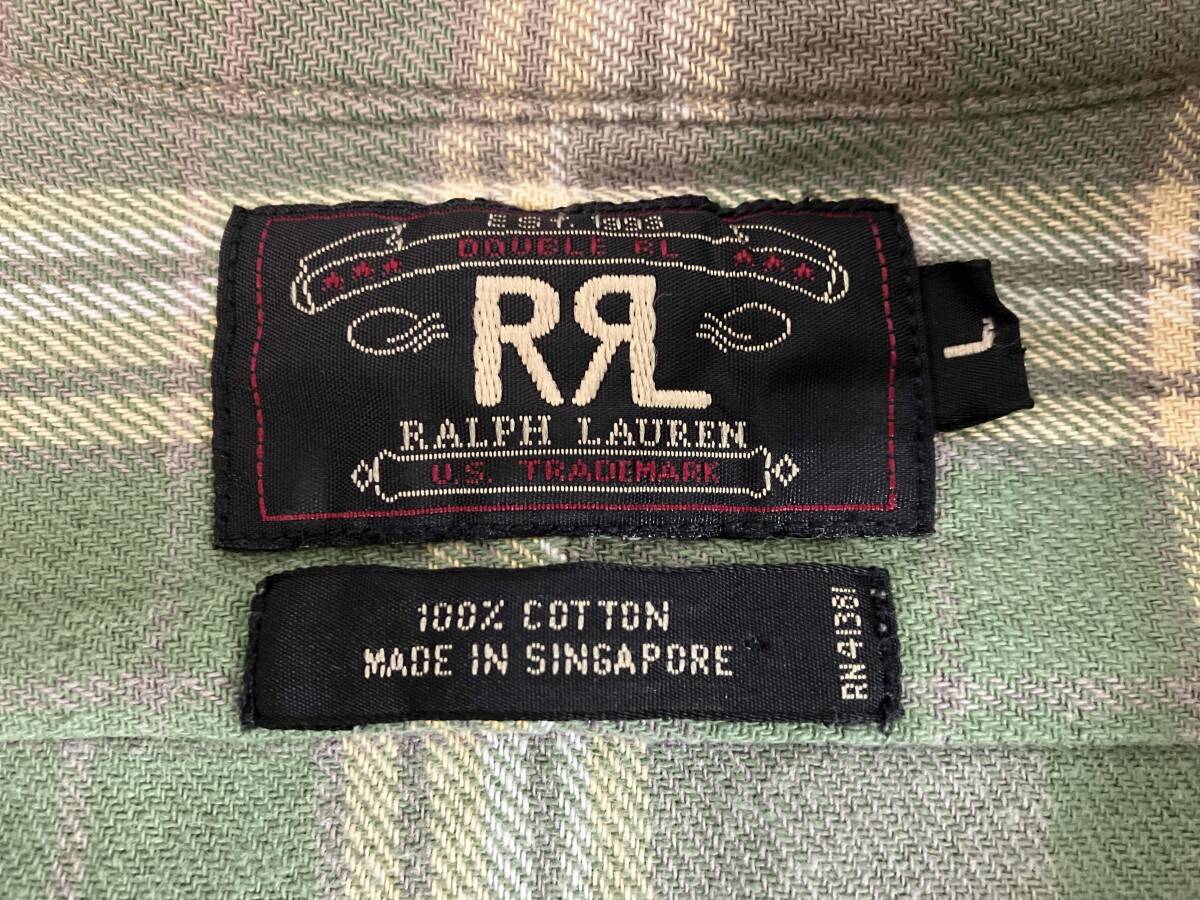 EST. 1993
DOUBLE RL
RRL
RALPH LAUREN
U.S. TRADEMARK
L
100% COTTON
MADE IN SINGAPORE
RN 41381